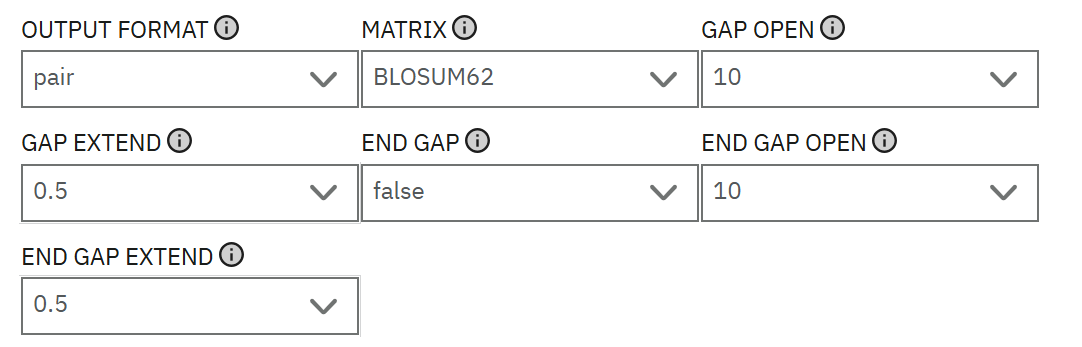 OUTPUT FORMAT MATRIX GAP OPEN
pair BLOSUM62 10
GAP EXTEND END GAP END GAP OPEN
0.5 false 10
END GAP EXTEND
0.5